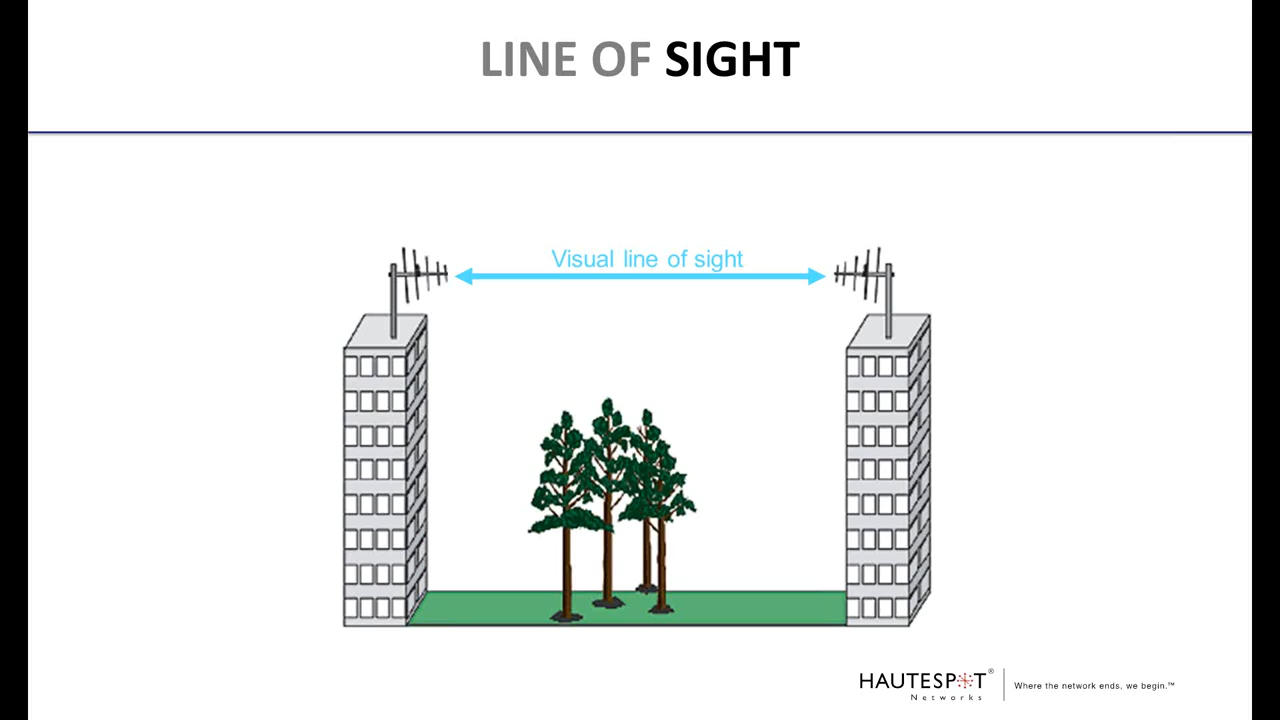 LINE OF SIGHT
Visual line of sight
HAUTESPOT®
Networks
Where the network ends, we begin.™